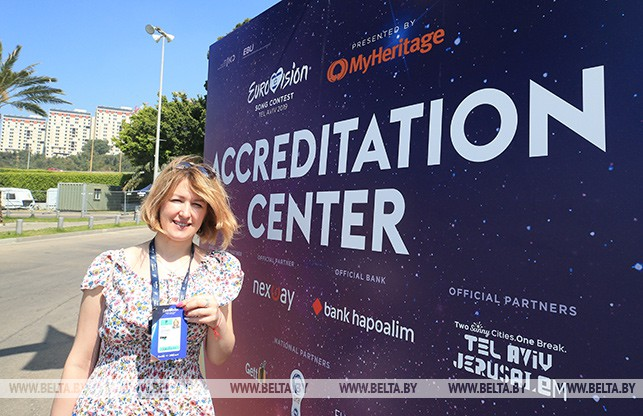 EBU
PRESENTED BY
MyHeritage
EUROVISION
SONG CONTEST
TEL AVIV 2019
ACCREDITATION
CENTER
OFFICIAL PARTNER
OFFICIAL BANK
nexGay
bank hapoalim
OFFICIAL PARTNERS
Two Sunny Cities. One Break.
TEL AVIV
JERUSALEM
NATIONAL PARTNERS
Gett
WWW.BELTA.BY WWW.BELTA.BY WWW.BELTA.BY WWW.BELTA.BY WWW.BELTA.BY